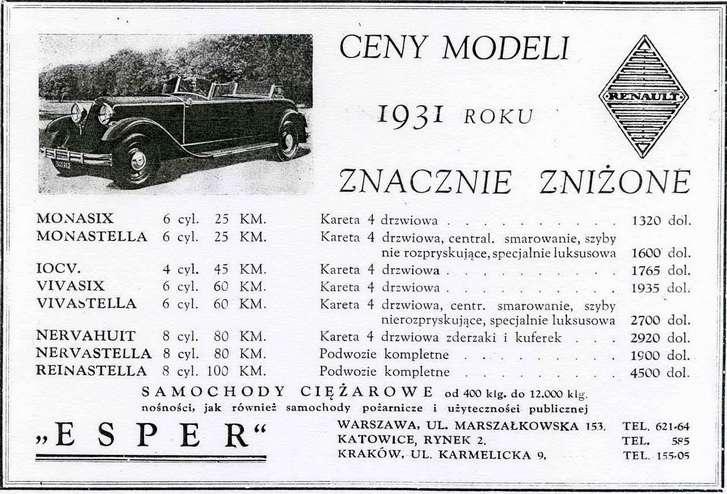 CENY MODELI
1931 ROKU
RENAULT
ZNACZNIE ZNIŻONE
MONASIX 6 cyl. 25 KM. Kareta 4 drzwiowa . . . . . . . . . . 1320 dol.
MONASTELLA 6 cyl. 25 KM. Kareta 4 drzwiowa, central. smarowanie, szyby
nie rozpryskujące, specjalnie luksusowa 1600 dol.
IOCV. 4 cyl. 45 KM. Kareta 4 drzwiowa . . . . . . . . . . 1765 dol.
VIVASIX 6 cyl. 60 KM. Kareta 4 drzwiowa . . . . . . . . . . 1935 dol.
VIVASTELLA 6 cyl. 60 KM. Kareta 4 drzwiowa, centr. smarowanie, szyby
nierozpryskujące, specjalnie luksusowa 2700 dol.
NERVAHUIT 8 cyl. 80 KM. Kareta 4 drzwiowa zderzaki i kuferek . . . 2920 dol.
NERVASTELLA 8 cyl. 80 KM. Podwozie kompletne . . . . . . . . 1900 dol.
REINASTELLA 8 cyl. 100 KM. Podwozie kompletne . . . . . . . . 4500 dol.
SAMOCHODY CIĘŻAROWE od 400 klg. do 12.000 klg.
nośności, jak również samochody pożarnicze i użyteczności publicznej
„ESPER“
WARSZAWA, UL. MARSZAŁKOWSKA 153. TEL. 621-64
KATOWICE, RYNEK 2. TEL. 585
KRAKÓW, UL. KARMELICKA 9. TEL. 155-05